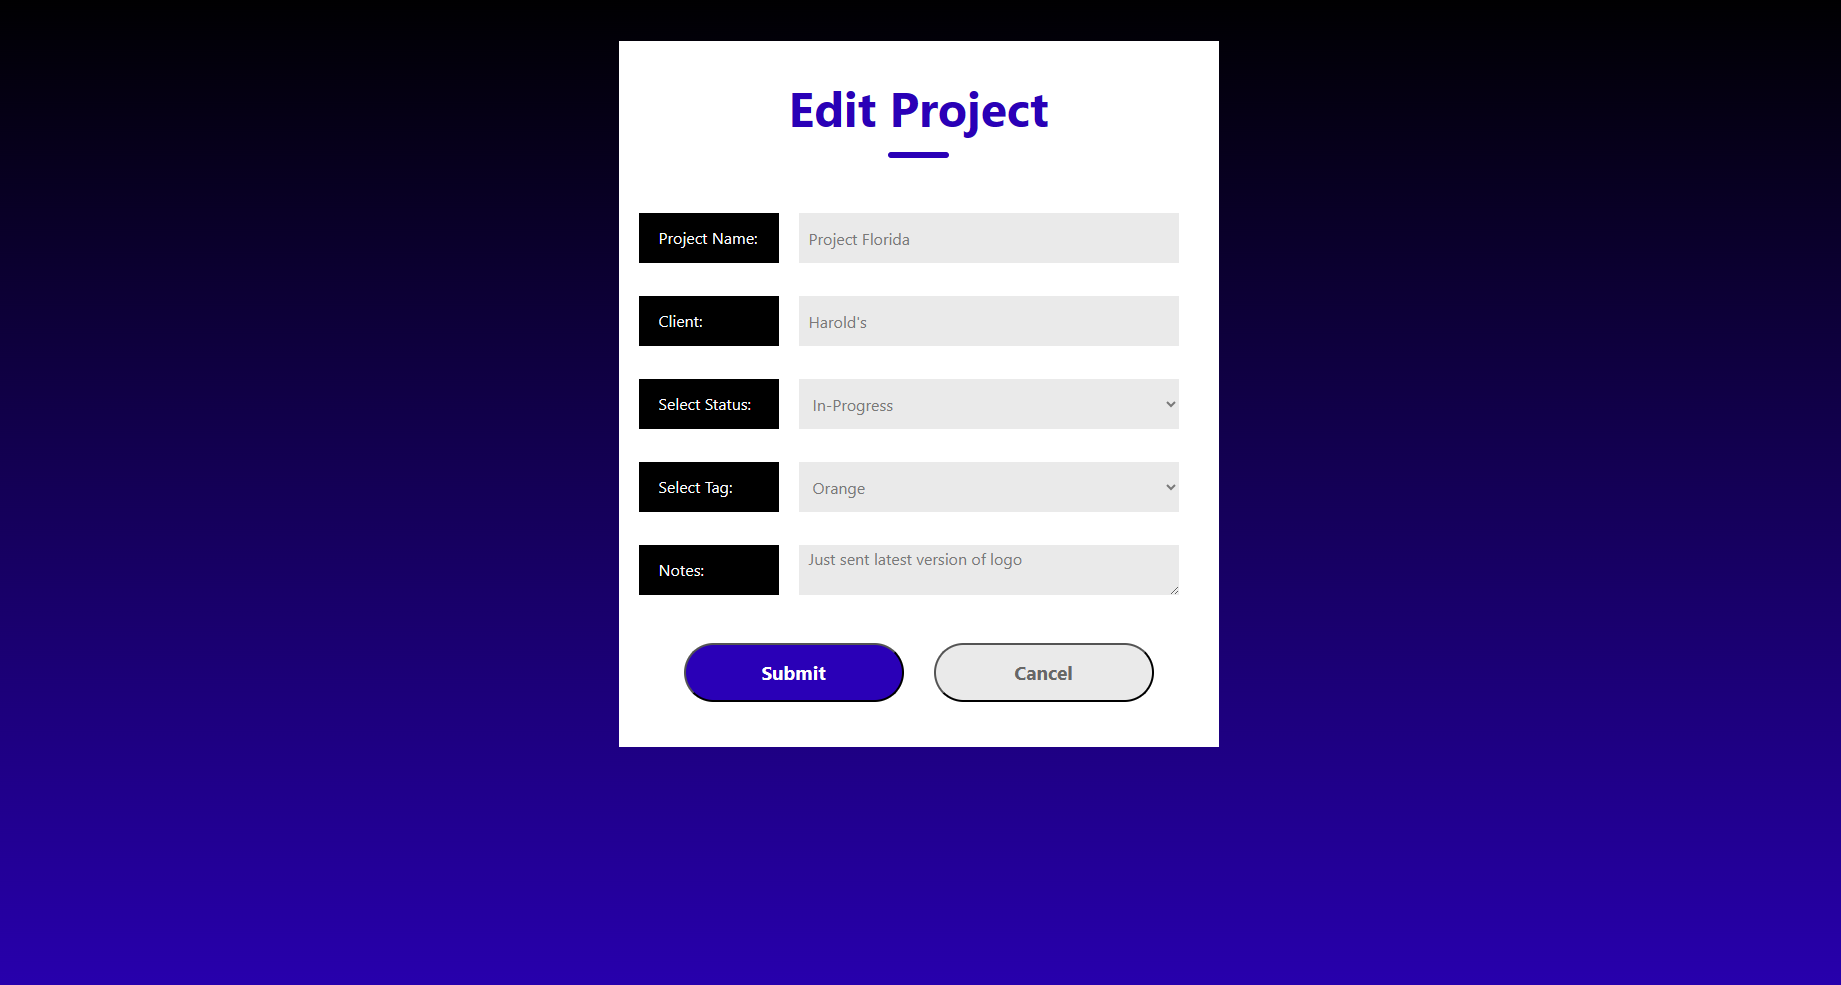 Edit Project
Project Name: Project Florida
Client: Harold's
Select Status: In-Progress
Select Tag: Orange
Notes: Just sent latest version of logo
Submit Cancel